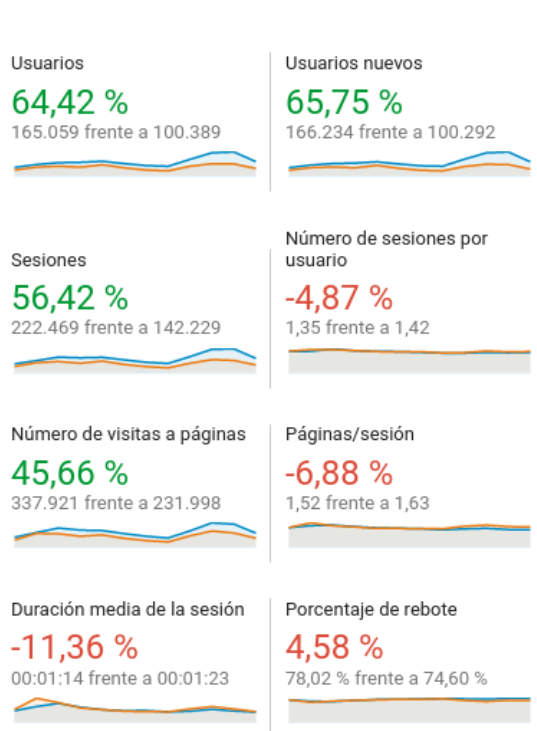 Usuarios
64,42 %
165.059 frente a 100.389
Usuarios nuevos
65,75 %
166.234 frente a 100.292
Sesiones
56,42 %
222.469 frente a 142.229
Número de sesiones por
usuario
-4,87 %
1,35 frente a 1,42
Número de visitas a páginas
45,66 %
337.921 frente a 231.998
Páginas/sesión
-6,88 %
1,52 frente a 1,63
Duración media de la sesión
-11,36 %
00:01:14 frente a 00:01:23
Porcentaje de rebote
4,58 %
78,02 % frente a 74,60 %